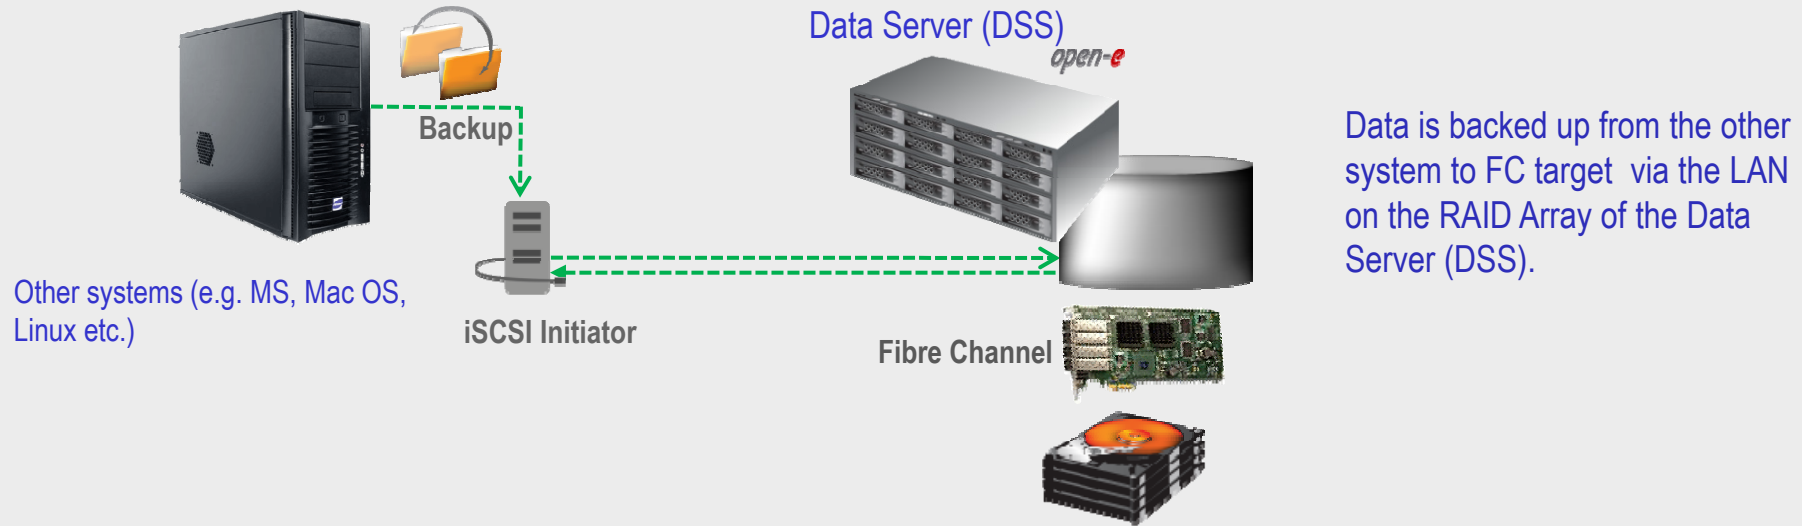 Data Server (DSS)
open-e
Backup
Data is backed up from the other
system to FC target  via the LAN
on the RAID Array of the Data
Server (DSS).
Other systems (e.g. MS, Mac OS,
Linux etc.)
iSCSI Initiator
Fibre Channel